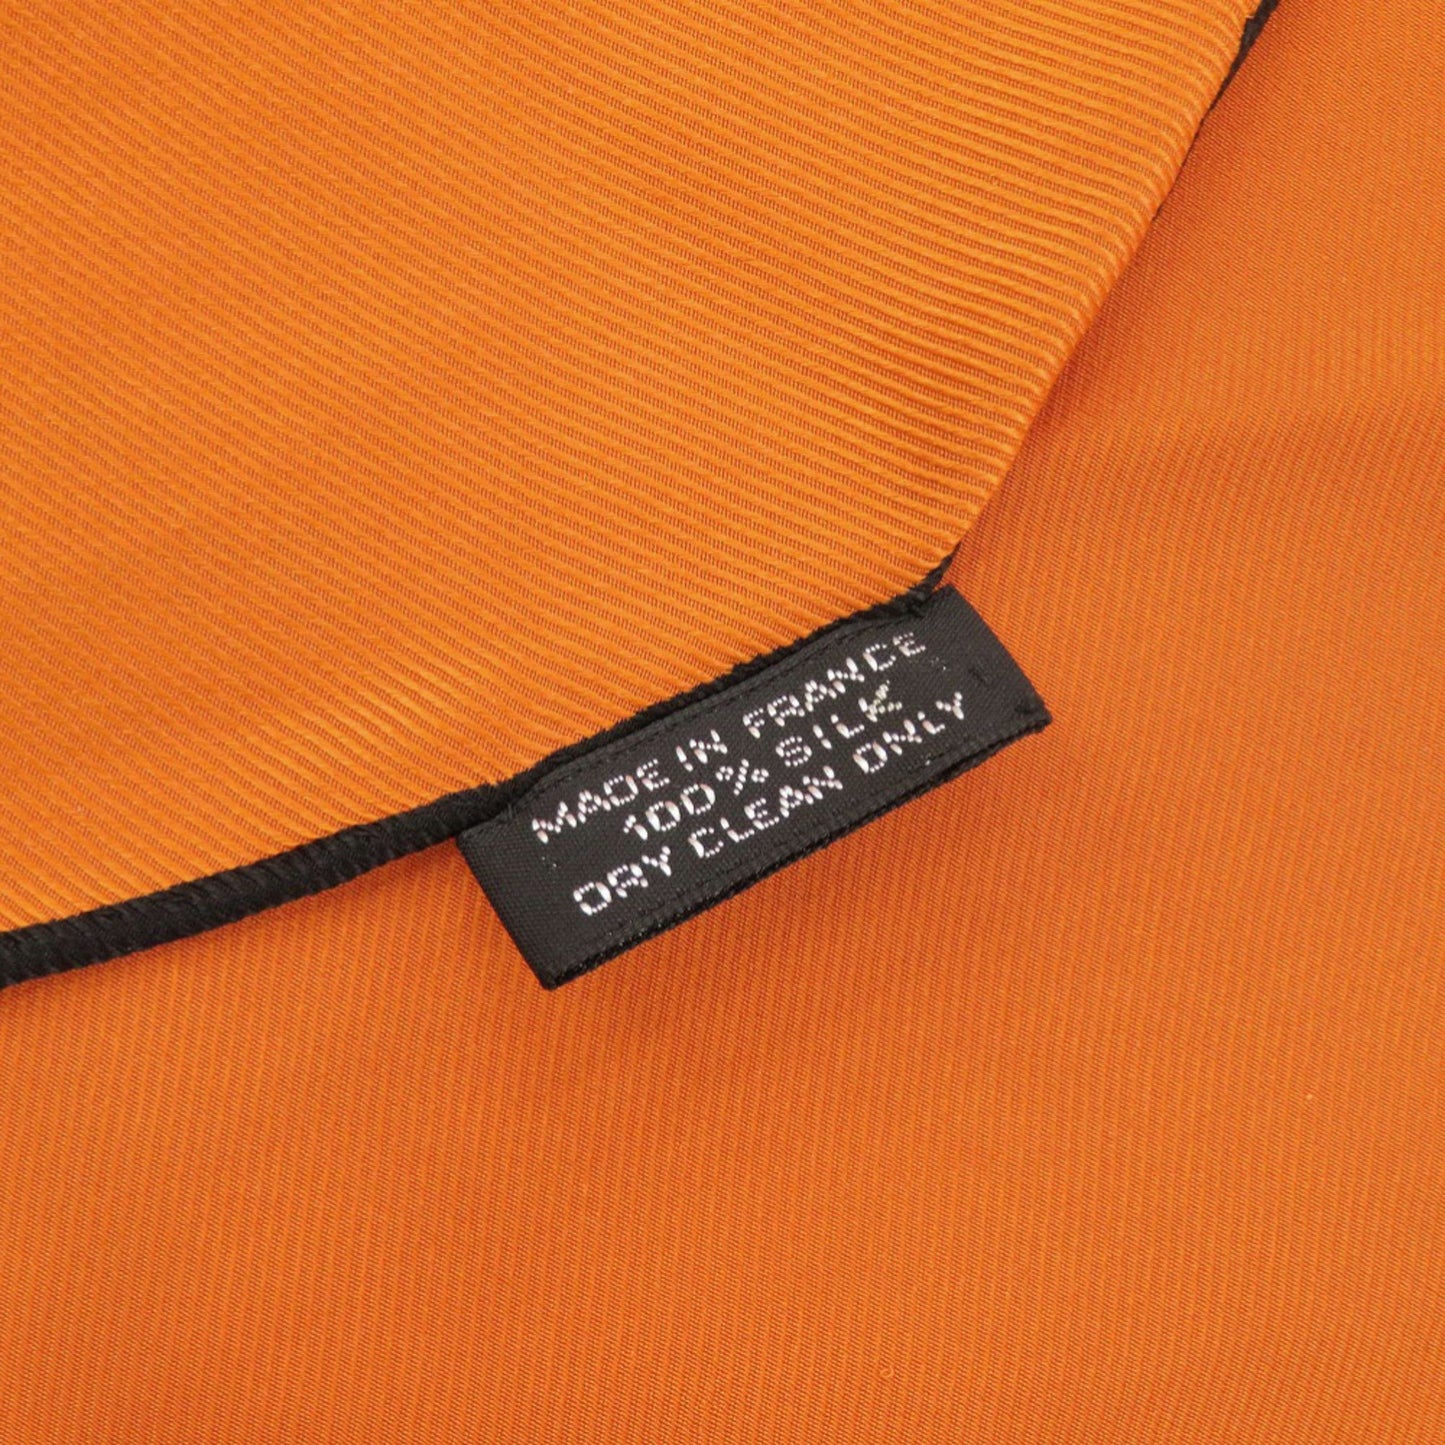 MADE IN FRANCE
100% SILK
DRY CLEAN ONLY